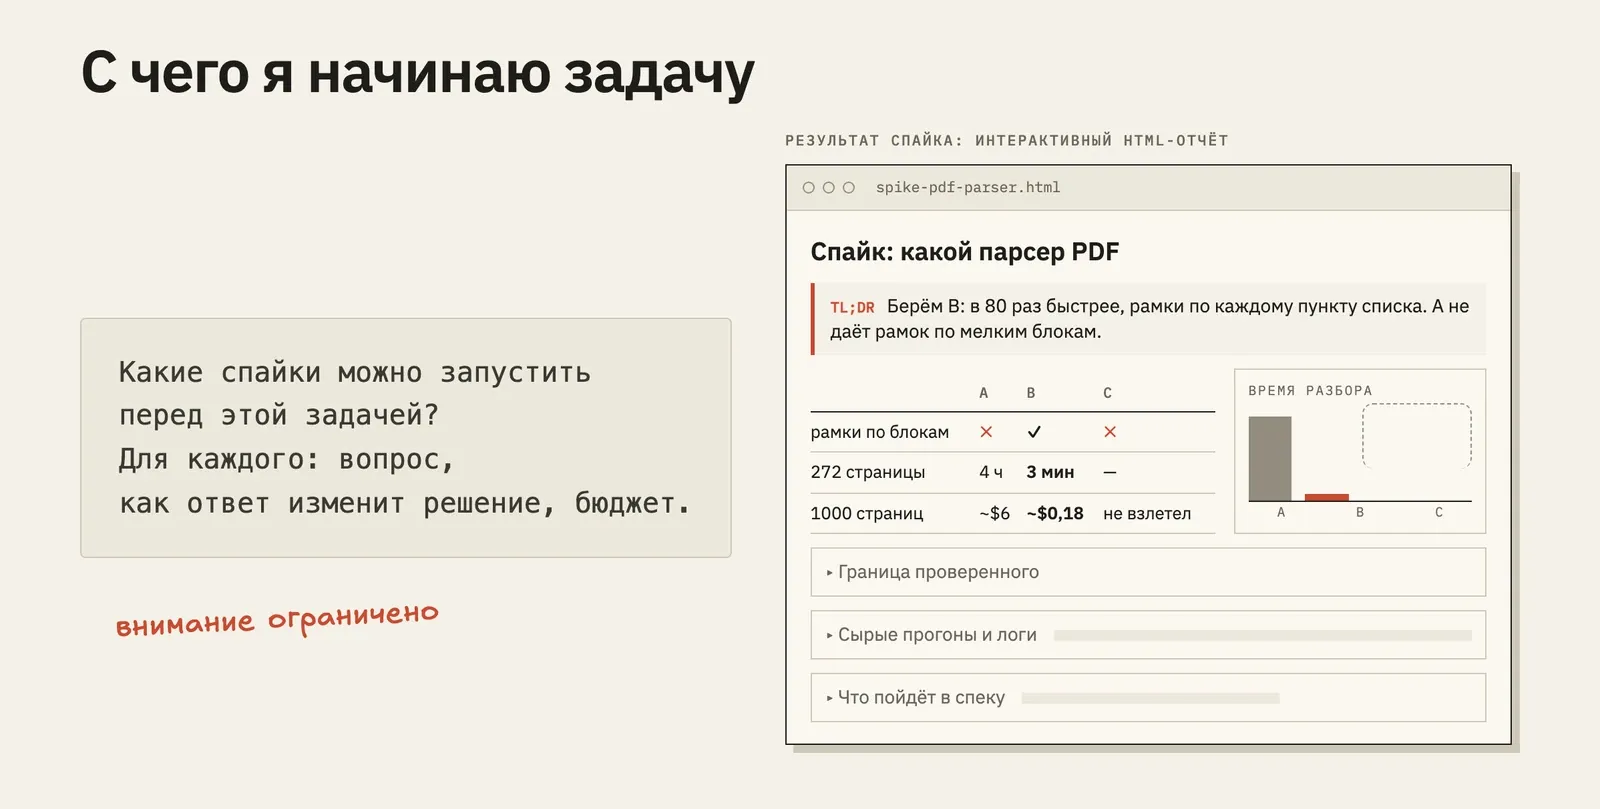 С чего я начинаю задачу
Какие спайки можно запустить
перед этой задачей?
Для каждого: вопрос,
как ответ изменит решение, бюджет.
внимание ограничено
РЕЗУЛЬТАТ СПАЙКА: ИНТЕРАКТИВНЫЙ HTML-ОТЧЁТ
spike-pdf-parser.html
Спайк: какой парсер PDF
TL;DR Берём B: в 80 раз быстрее, рамки по каждому пункту списка. А не
даёт рамок по мелким блокам.
A B C
рамки по блокам ✕ ✓ ✕
272 страницы 4 ч 3 мин —
1000 страниц ~$6 ~$0,18 не взлетел
ВРЕМЯ РАЗБОРА
A B C
▸ Граница проверенного
▸ Сырые прогоны и логи
▸ Что пойдёт в спеку